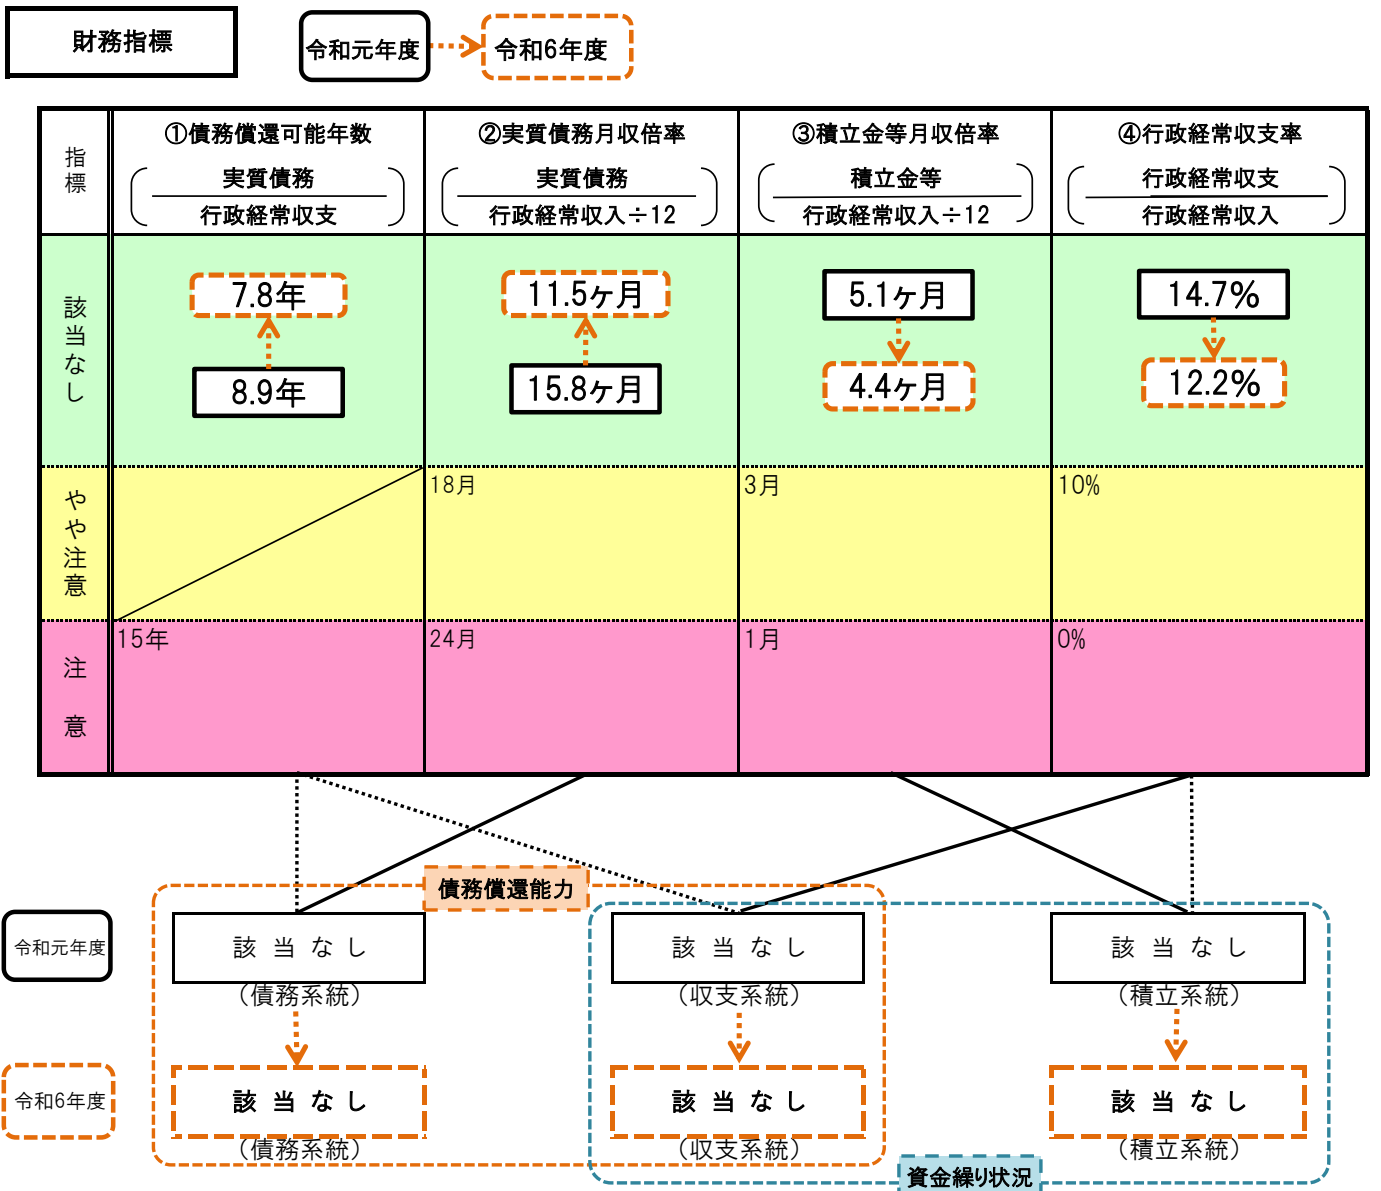 財務指標
令和元年度
令和6年度
指標
①債務償還可能年数
実質債務
行政経常収支
②実質債務月収倍率
実質債務
行政経常収入÷12
③積立金等月収倍率
積立金等
行政経常収入÷12
④行政経常収支率
行政経常収支
行政経常収入
該当なし
7.8年
8.9年
11.5ヶ月
15.8ヶ月
5.1ヶ月
4.4ヶ月
14.7%
12.2%
やや注意
18月
3月
10%
注意
15年
24月
1月
0%
債務償還能力
令和元年度
該当なし
(債務系統)
該当なし
(収支系統)
該当なし
(積立系統)
令和6年度
該当なし
(債務系統)
該当なし
(収支系統)
該当なし
(積立系統)
資金繰り状況